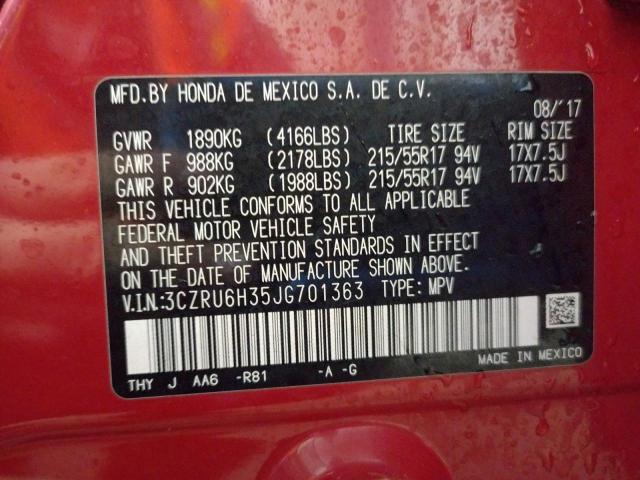 MFD.BY HONDA DE MEXICO S.A. DE C.V.
08/'17
GVWR 1890KG (4166LBS) TIRE SIZE RIM SIZE
GAWR F 988KG (2178LBS) 215/55R17 94V 17X7.5J
GAWR R 902KG (1988LBS) 215/55R17 94V 17X7.5J
THIS VEHICLE CONFORMS TO ALL APPLICABLE
FEDERAL MOTOR VEHICLE SAFETY
AND THEFT PREVENTION STANDARDS IN EFFECT
ON THE DATE OF MANUFACTURE SHOWN ABOVE.
V.I.N.:3CZRU6H35JG701363 TYPE: MPV
MADE IN MEXICO
THY J AA6 -R81 -A -G